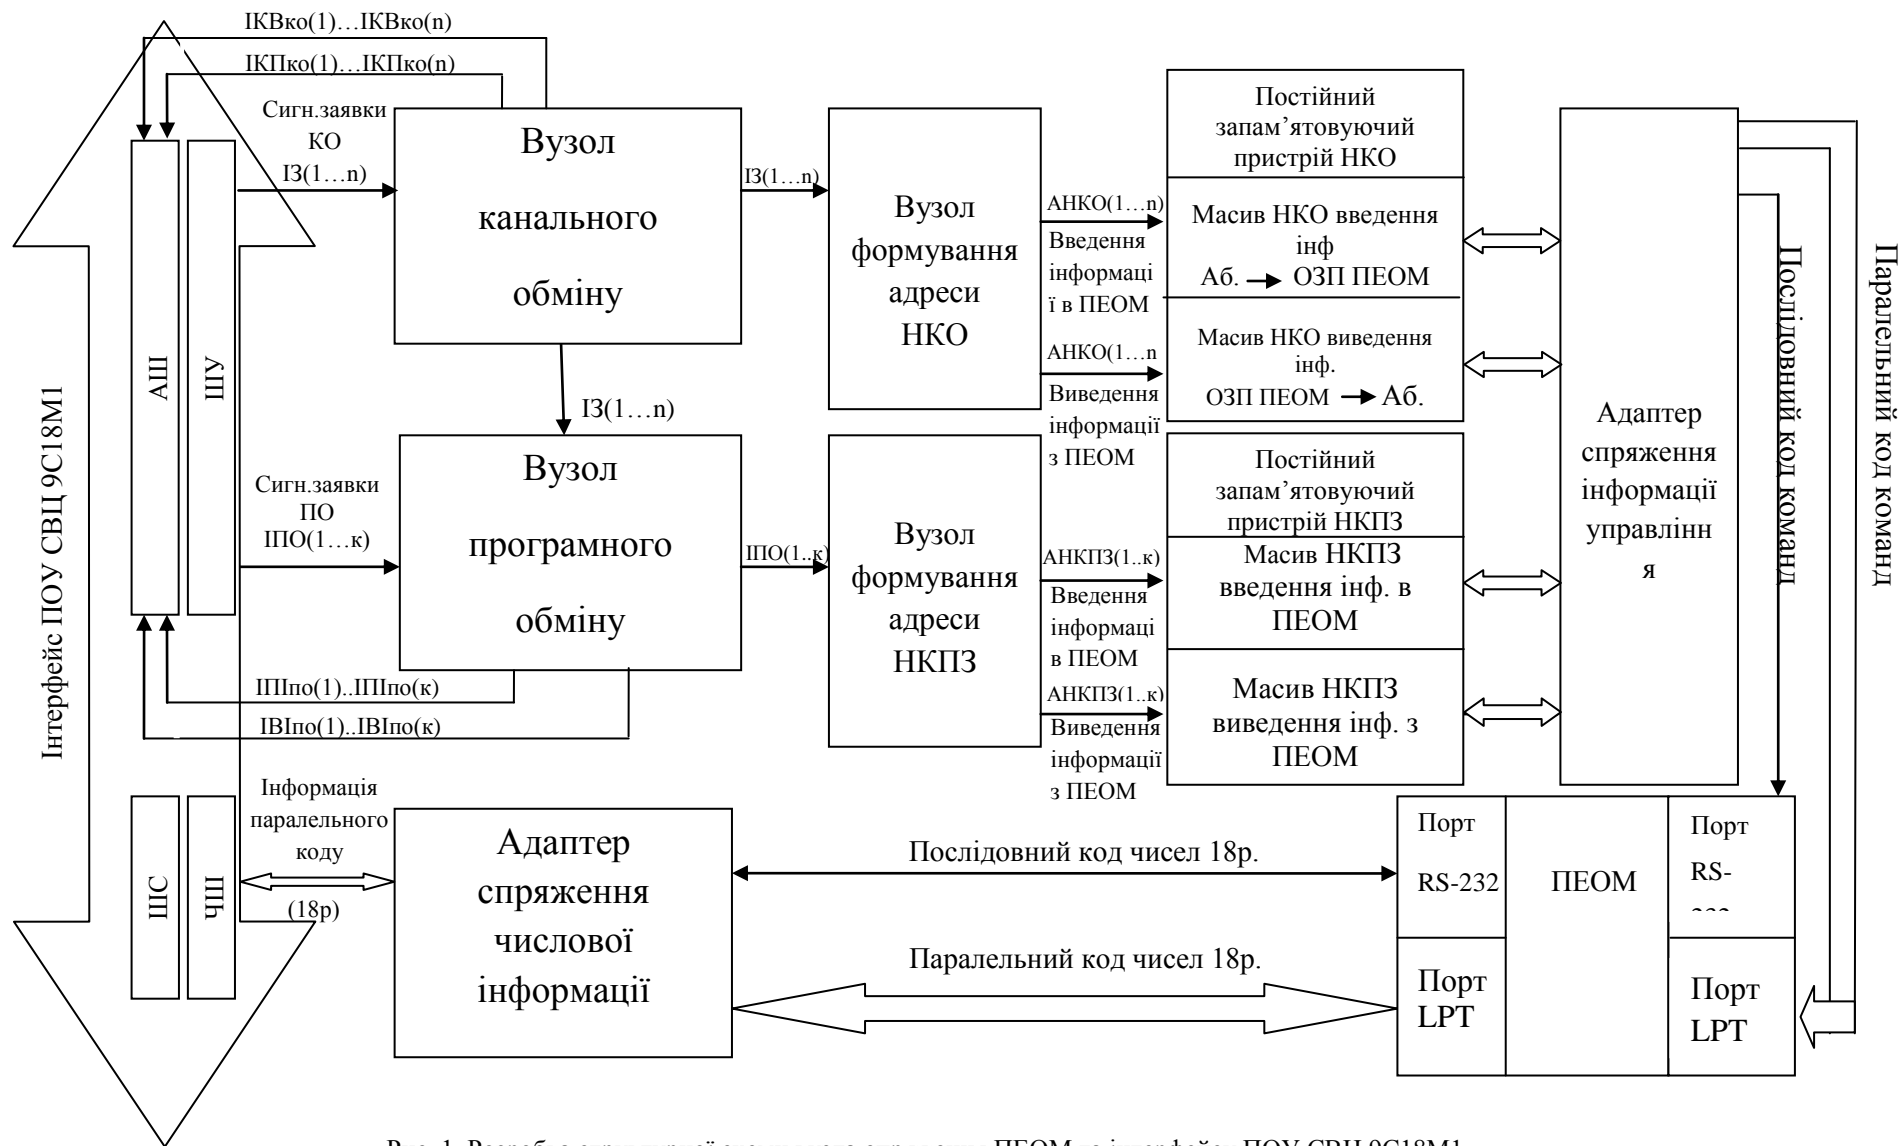 ІКВко(1)…ІКВко(n)
ІКПко(1)…ІКПко(n)
Сигн.заявки
КО
ІЗ(1…n)
Вузол
канального
обміну
ІЗ(1…n)
Вузол
формування
адреси
НКО
АНКО(1…n)
Введення
інформаці
ї в ПЕОМ
АНКО(1…n
Виведення
інформації
з ПЕОМ
Постійний
запам’ятовуючий
пристрій НКО
Масив НКО введення
інф
Аб. → ОЗП ПЕОМ
Масив НКО виведення
інф.
ОЗП ПЕОМ → Аб.
Адаптер
спряження
інформації
управлінн
я
Послідовний код команд
Паралельний код команд
Інтерфейс ПОУ СВЦ 9С18М1
АШ
ШУ
ІЗ(1…n)
Сигн.заявки
ПО
ІПО(1…к)
Вузол
програмного
обміну
ІПО(1..к)
Вузол
формування
адреси
НКПЗ
АНКПЗ(1..к)
Введення
інформаці
в ПЕОМ
АНКПЗ(1..к)
Виведення
інформації
з ПЕОМ
Постійний
запам’ятовуючий
пристрій НКПЗ
Масив НКПЗ
введення інф. в
ПЕОМ
Масив НКПЗ
виведення інф. з
ПЕОМ
ІПІпо(1)..ІПІпо(к)
ІВІпо(1)..ІВІпо(к)
ШС
ЧШ
Інформація
паралельного
коду
(18р)
Адаптер
спряження
числової
інформації
Послідовний код чисел 18р.
Паралельний код чисел 18р.
Порт
RS-232
ПЕОМ
Порт
RS-
Порт
LPT
Порт
LPT